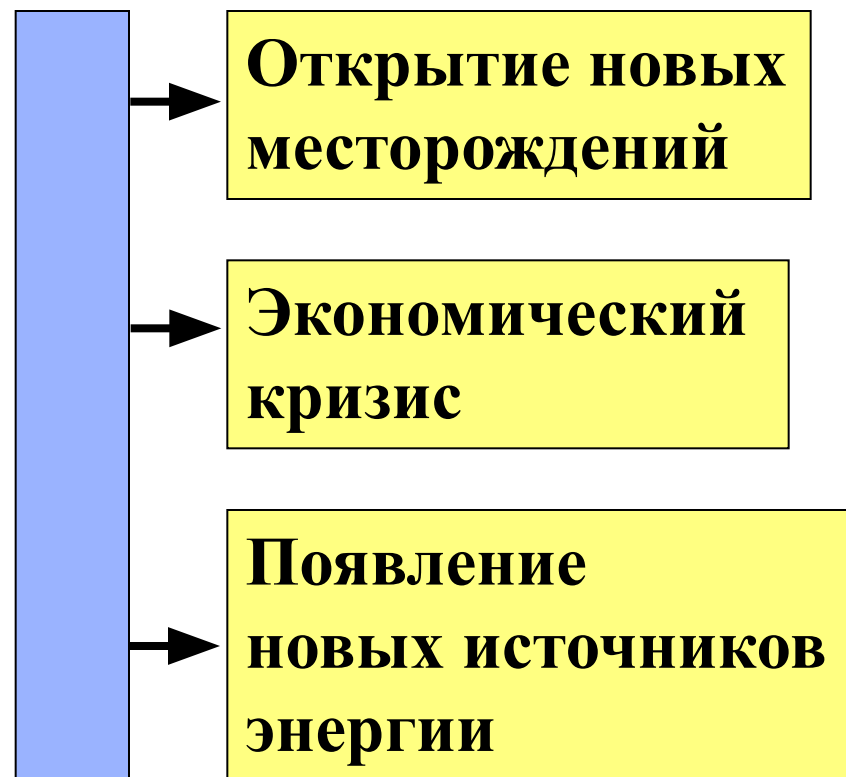 Открытие новых
месторождений
Экономический
кризис
Появление
новых источников
энергии